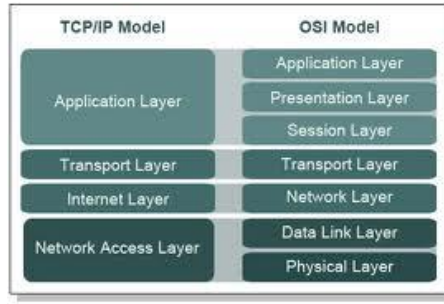 TCP/IP Model
OSI Model
Application Layer
Transport Layer
Internet Layer
Network Access Layer
Application Layer
Presentation Layer
Session Layer
Transport Layer
Network Layer
Data Link Layer
Physical Layer